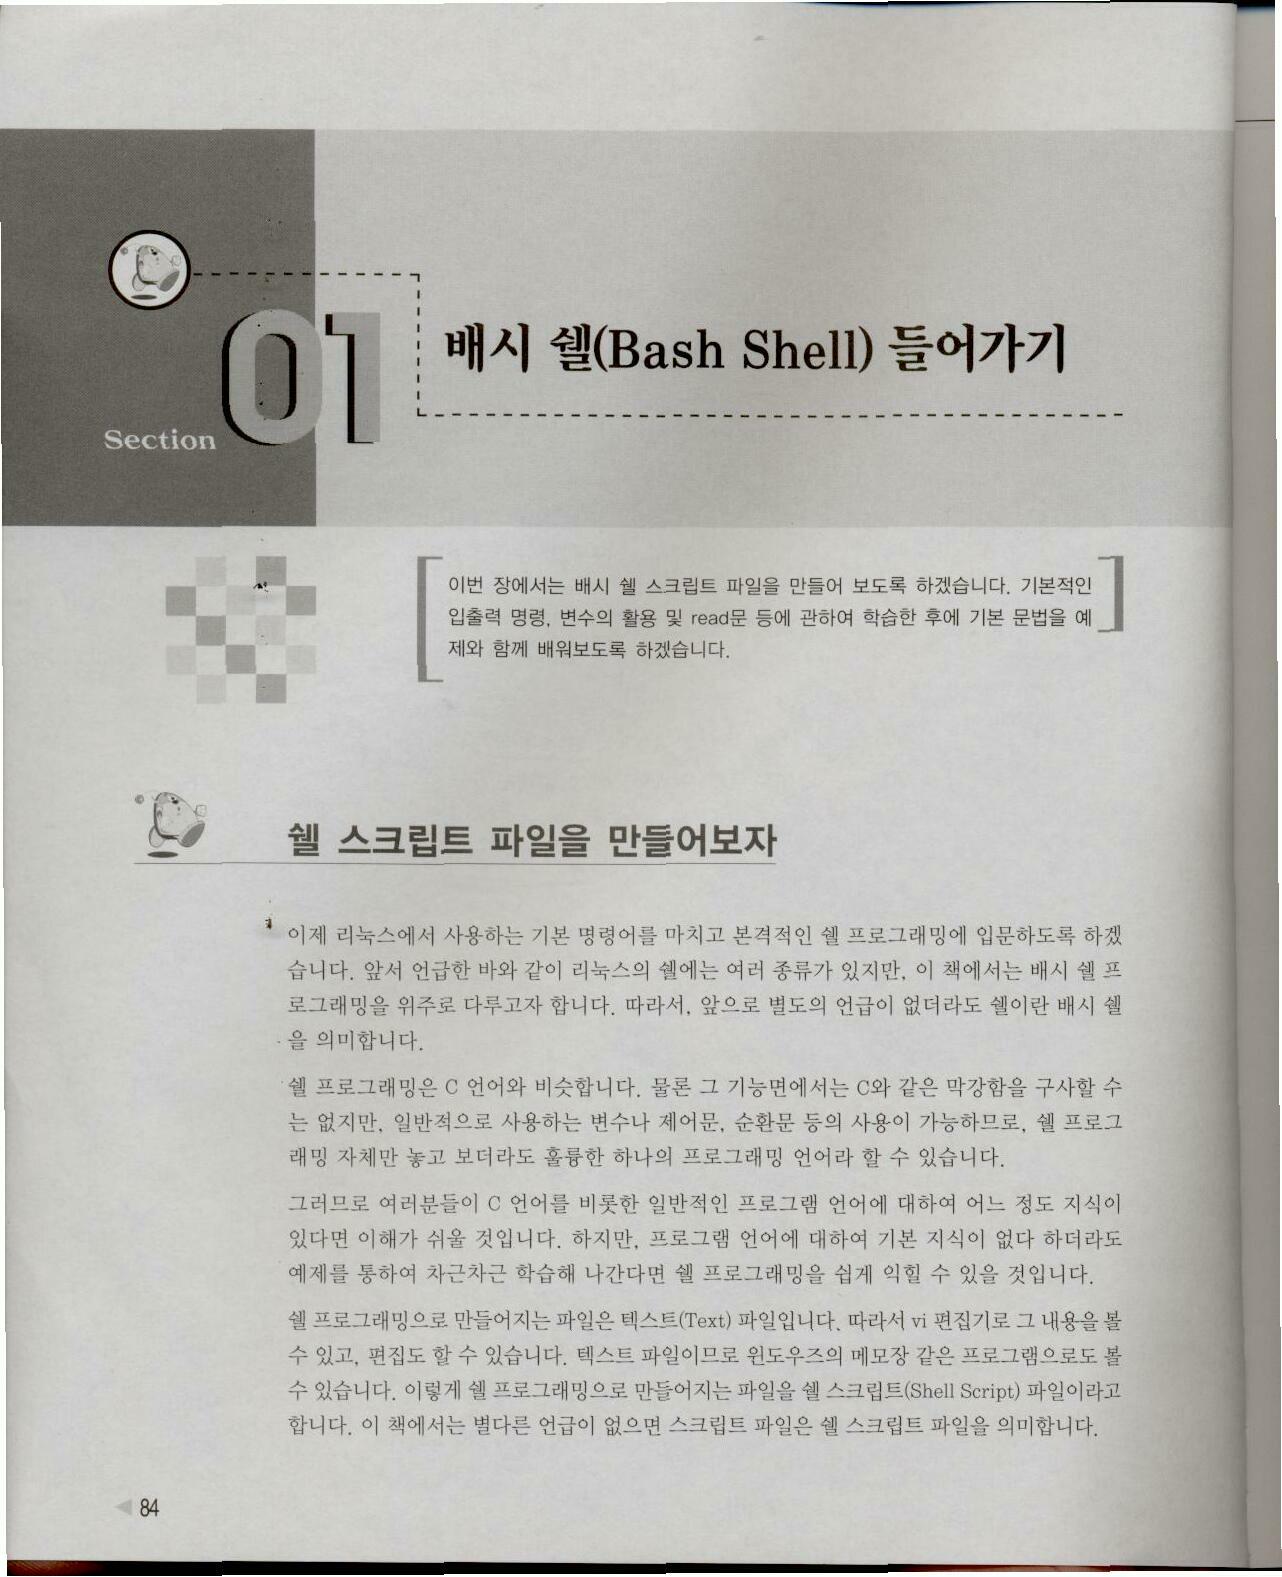 01
Section
배시 쉘(Bash Shell) 들어가기
이번 장에서는 배시 쉘 스크립트 파일을 만들어 보도록 하겠습니다. 기본적인
입출력 명령, 변수의 활용 및 read문 등에 관하여 학습한 후에 기본 문법을 예
제와 함께 배워보도록 하겠습니다.
쉘 스크립트 파일을 만들어보자
이제 리눅스에서 사용하는 기본 명령어를 마치고 본격적인 쉘 프로그래밍에 입문하도록 하겠
습니다. 앞서 언급한 바와 같이 리눅스의 쉘에는 여러 종류가 있지만, 이 책에서는 배시 쉘 프
로그래밍을 위주로 다루고자 합니다. 따라서, 앞으로 별도의 언급이 없더라도 쉘이란 배시 쉘
을 의미합니다.
쉘 프로그래밍은 C 언어와 비슷합니다. 물론 그 기능면에서는 C와 같은 막강함을 구사할 수
는 없지만, 일반적으로 사용하는 변수나 제어문, 순환문 등의 사용이 가능하므로, 쉘 프로그
래밍 자체만 놓고 보더라도 훌륭한 하나의 프로그래밍 언어라 할 수 있습니다.
그러므로 여러분들이 C 언어를 비롯한 일반적인 프로그램 언어에 대하여 어느 정도 지식이
있다면 이해가 쉬울 것입니다. 하지만, 프로그램 언어에 대하여 기본 지식이 없다 하더라도
예제를 통하여 차근차근 학습해 나간다면 쉘 프로그래밍을 쉽게 익힐 수 있을 것입니다.
쉘 프로그래밍으로 만들어지는 파일은 텍스트(Text) 파일입니다. 따라서 vi 편집기로 그 내용을 볼
수 있고, 편집도 할 수 있습니다. 텍스트 파일이므로 윈도우즈의 메모장 같은 프로그램으로도 볼
수 있습니다. 이렇게 쉘 프로그래밍으로 만들어지는 파일을 쉘 스크립트(Shell Script) 파일이라고
합니다. 이 책에서는 별다른 언급이 없으면 스크립트 파일은 쉘 스크립트 파일을 의미합니다.
84